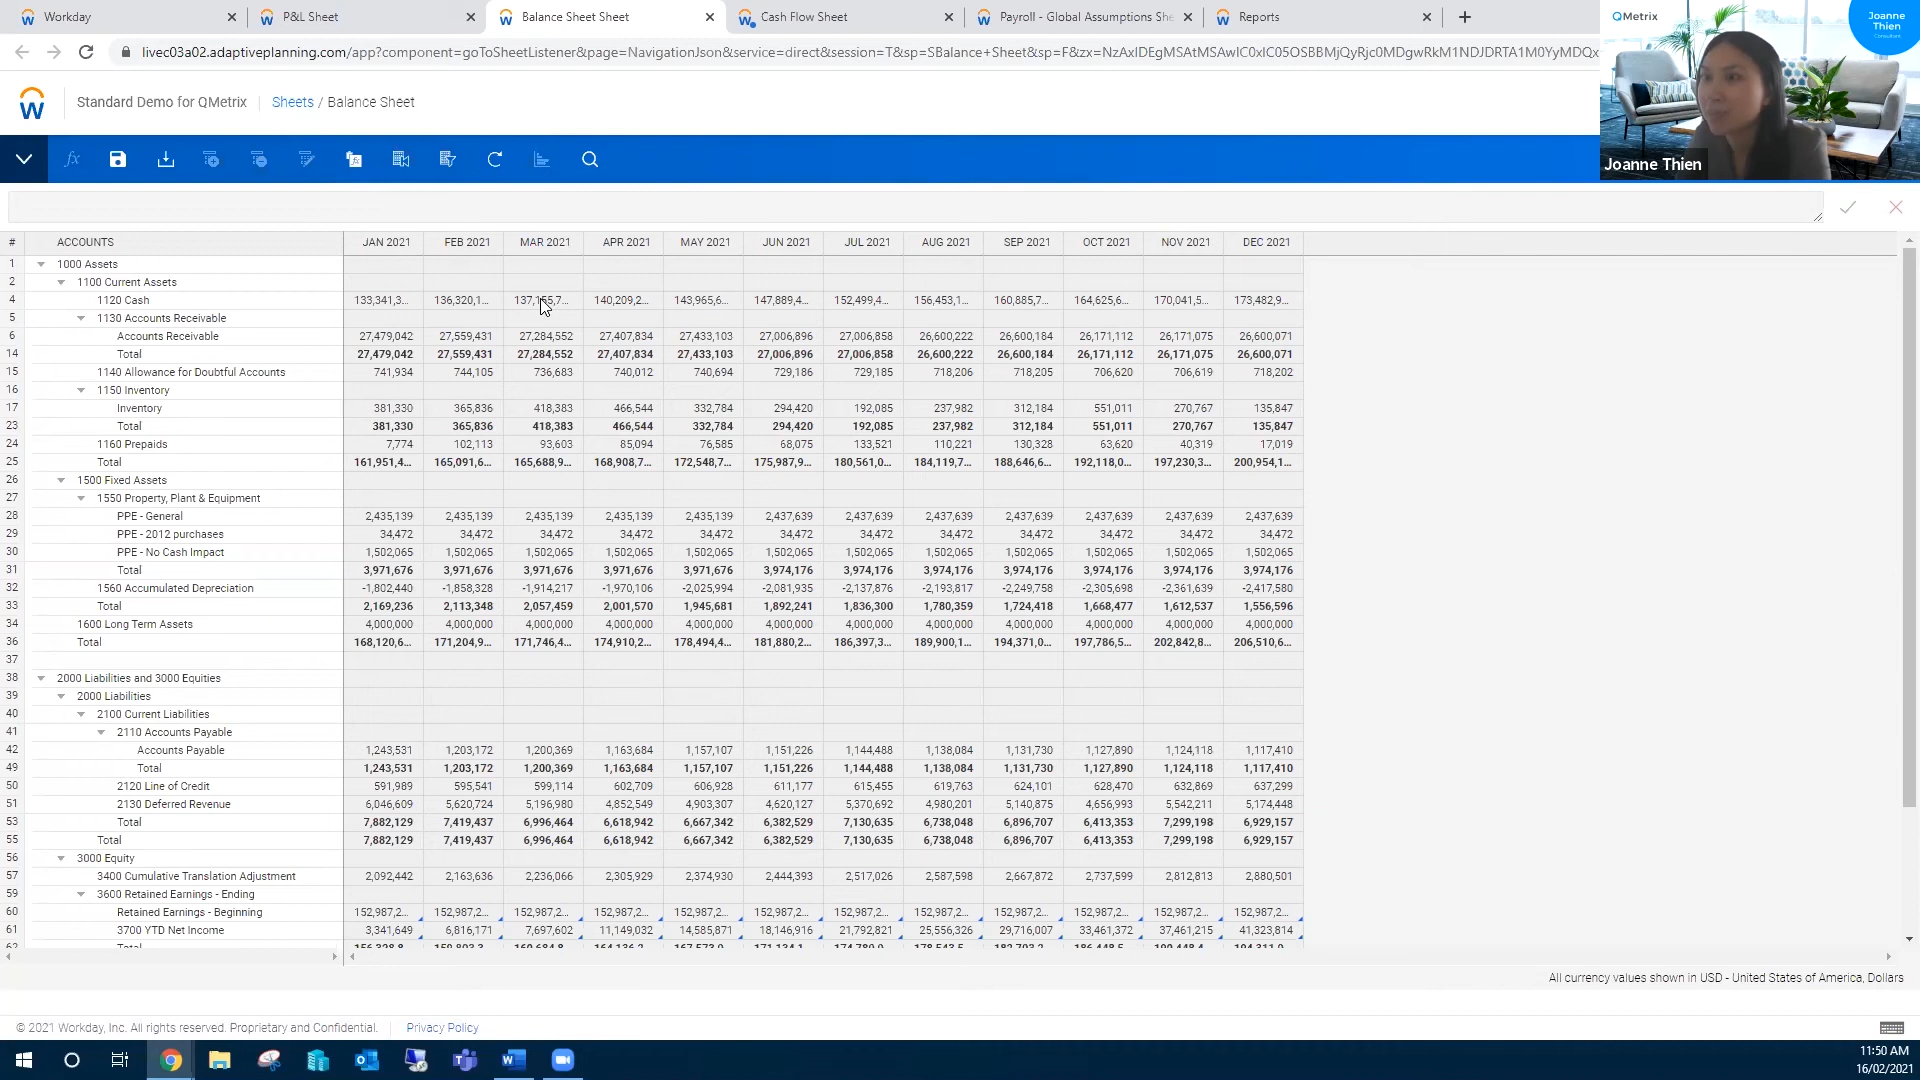 Workday
P&L Sheet
Balance Sheet Sheet
Cash Flow Sheet
Payroll - Global Assumptions She
Reports
livec03a02.adaptiveplanning.com/app?component=goToSheetListener&page=NavigationJson&service=direct&session=T&sp=SBalance+Sheet&sp=F&zx=
QMetrix
Joanne Thien
Consultant
Joanne Thien
Standard Demo for QMetrix
Sheets / Balance Sheet
# ACCOUNTS JAN 2021 FEB 2021 MAR 2021 APR 2021 MAY 2021 JUN 2021 JUL 2021 AUG 2021 SEP 2021 OCT 2021 NOV 2021 DEC 2021
1 1000 Assets
2 1100 Current Assets
4 1120 Cash 133,341,3... 136,320,1... 137,155,7... 140,209,2... 143,965,6... 147,889,4... 152,499,4... 156,453,1... 160,885,7... 164,625,6... 170,041,5... 173,482,9...
5 1130 Accounts Receivable
6 Accounts Receivable 27,479,042 27,559,431 27,284,552 27,407,834 27,433,103 27,006,896 27,006,858 26,600,222 26,600,184 26,171,112 26,171,075 26,600,071
14 Total 27,479,042 27,559,431 27,284,552 27,407,834 27,433,103 27,006,896 27,006,858 26,600,222 26,600,184 26,171,112 26,171,075 26,600,071
15 1140 Allowance for Doubtful Accounts 741,934 744,105 736,683 740,012 740,694 729,186 729,185 718,206 718,205 706,620 706,619 718,202
16 1150 Inventory
17 Inventory 381,330 365,836 418,383 466,544 332,784 294,420 192,085 237,982 312,184 551,011 270,767 135,847
23 Total 381,330 365,836 418,383 466,544 332,784 294,420 192,085 237,982 312,184 551,011 270,767 135,847
24 1160 Prepaids 7,774 102,113 93,603 85,094 76,585 68,075 133,521 110,221 130,328 63,620 40,319 17,019
25 Total 161,951,4... 165,091,6... 165,688,9... 168,908,7... 172,548,7... 175,987,9... 180,561,0... 184,119,7... 188,646,6... 192,118,0... 197,230,3... 200,954,1...
26 1500 Fixed Assets
27 1550 Property, Plant & Equipment
28 PPE - General 2,435,139 2,435,139 2,435,139 2,435,139 2,435,139 2,437,639 2,437,639 2,437,639 2,437,639 2,437,639 2,437,639 2,437,639
29 PPE - 2012 purchases 34,472 34,472 34,472 34,472 34,472 34,472 34,472 34,472 34,472 34,472 34,472 34,472
30 PPE - No Cash Impact 1,502,065 1,502,065 1,502,065 1,502,065 1,502,065 1,502,065 1,502,065 1,502,065 1,502,065 1,502,065 1,502,065 1,502,065
31 Total 3,971,676 3,971,676 3,971,676 3,971,676 3,971,676 3,974,176 3,974,176 3,974,176 3,974,176 3,974,176 3,974,176 3,974,176
32 1560 Accumulated Depreciation -1,802,440 -1,858,328 -1,914,217 -1,970,106 -2,025,994 -2,081,935 -2,137,876 -2,193,817 -2,249,758 -2,305,698 -2,361,639 -2,417,580
33 Total 2,169,236 2,113,348 2,057,459 2,001,570 1,945,681 1,892,241 1,836,300 1,780,359 1,724,418 1,668,477 1,612,537 1,556,596
34 1600 Long Term Assets 4,000,000 4,000,000 4,000,000 4,000,000 4,000,000 4,000,000 4,000,000 4,000,000 4,000,000 4,000,000 4,000,000 4,000,000
36 Total 168,120,6... 171,204,9... 171,746,4... 174,910,2... 178,494,4... 181,880,2... 186,397,3... 189,900,1... 194,371,0... 197,786,5... 202,842,8... 206,510,6...
37
38 2000 Liabilities and 3000 Equities
39 2000 Liabilities
40 2100 Current Liabilities
41 2110 Accounts Payable
42 Accounts Payable 1,243,531 1,203,172 1,200,369 1,163,684 1,157,107 1,151,226 1,144,488 1,138,084 1,131,730 1,127,890 1,124,118 1,117,410
49 Total 1,243,531 1,203,172 1,200,369 1,163,684 1,157,107 1,151,226 1,144,488 1,138,084 1,131,730 1,127,890 1,124,118 1,117,410
50 2120 Line of Credit 591,989 595,541 599,114 602,709 606,928 611,177 615,455 619,763 624,101 628,470 632,869 637,299
51 2130 Deferred Revenue 6,046,609 5,620,724 5,196,980 4,852,549 4,903,307 4,620,127 5,370,692 4,980,201 5,140,875 4,656,993 5,542,211 5,174,448
53 Total 7,882,129 7,419,437 6,996,464 6,618,942 6,667,342 6,382,529 7,130,635 6,738,048 6,896,707 6,413,353 7,299,198 6,929,157
55 Total 7,882,129 7,419,437 6,996,464 6,618,942 6,667,342 6,382,529 7,130,635 6,738,048 6,896,707 6,413,353 7,299,198 6,929,157
56 3000 Equity
57 3400 Cumulative Translation Adjustment 2,092,442 2,163,636 2,236,066 2,305,929 2,374,930 2,444,393 2,517,026 2,587,598 2,667,872 2,737,599 2,812,813 2,880,501
59 3600 Retained Earnings - Ending
60 Retained Earnings - Beginning 152,987,2... 152,987,2... 152,987,2... 152,987,2... 152,987,2... 152,987,2... 152,987,2... 152,987,2... 152,987,2... 152,987,2... 152,987,2... 152,987,2...
61 3700 YTD Net Income 3,341,649 6,816,171 7,697,602 11,149,032 14,585,871 18,146,916 21,792,821 25,556,326 29,716,007 33,461,372 37,461,215 41,323,814
All currency values shown in USD - United States of America, Dollars
© 2021 Workday, Inc. All rights reserved. Proprietary and Confidential.
Privacy Policy
11:50 AM
16/02/2021